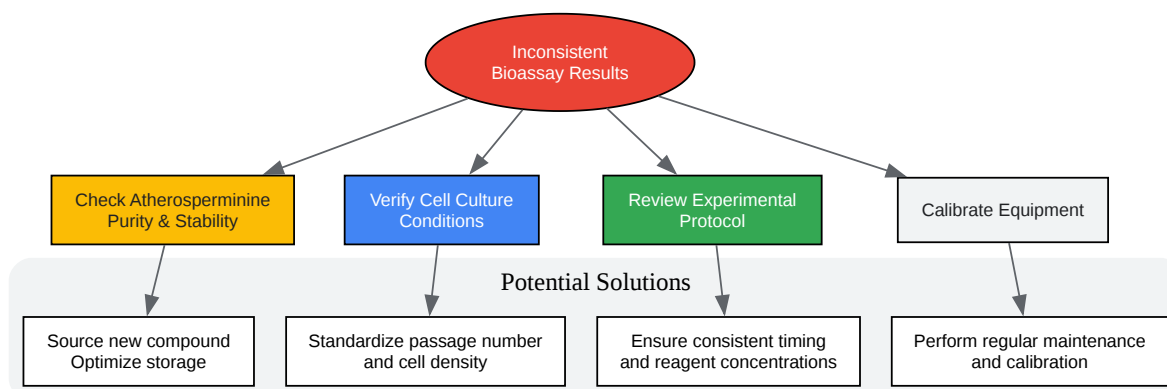 Inconsistent
Bioassay Results
Check Atherosperminine
Purity & Stability
Verify Cell Culture
Conditions
Review Experimental
Protocol
Calibrate Equipment
Potential Solutions
Source new compound
Optimize storage
Standardize passage number
and cell density
Ensure consistent timing
and reagent concentrations
Perform regular maintenance
and calibration